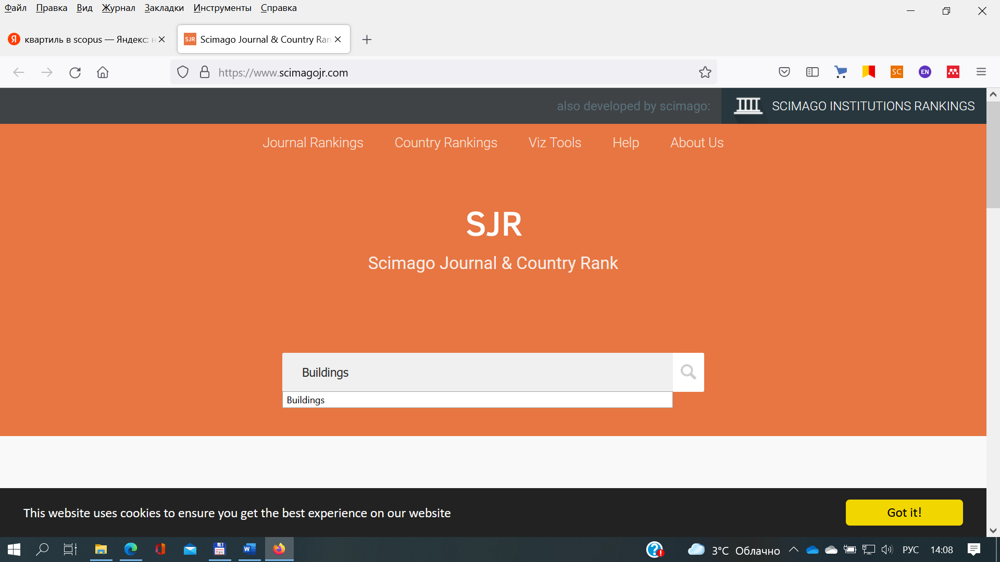 Файл Правка Вид Журнал Закладки Инструменты Справка
Я квартиль в scopus — Яндекс: н
SJR Scimago Journal & Country Ran
https://www.scimagojr.com
SC EN
also developed by scimago: SCIMAGO INSTITUTIONS RANKINGS
Journal Rankings Country Rankings Viz Tools Help About Us
SJR
Scimago Journal & Country Rank
Buildings
Buildings
This website uses cookies to ensure you get the best experience on our website Got it!
64 W ? ! 3°C Облачно РУС 14:08